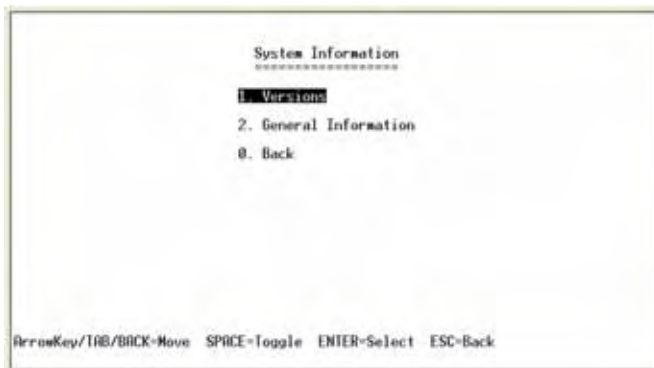 System Information
==================
1. Versions
2. General Information
0. Back
ArrowKey/TAB/BACK=Move SPACE=Toggle ENTER=Select ESC=Back